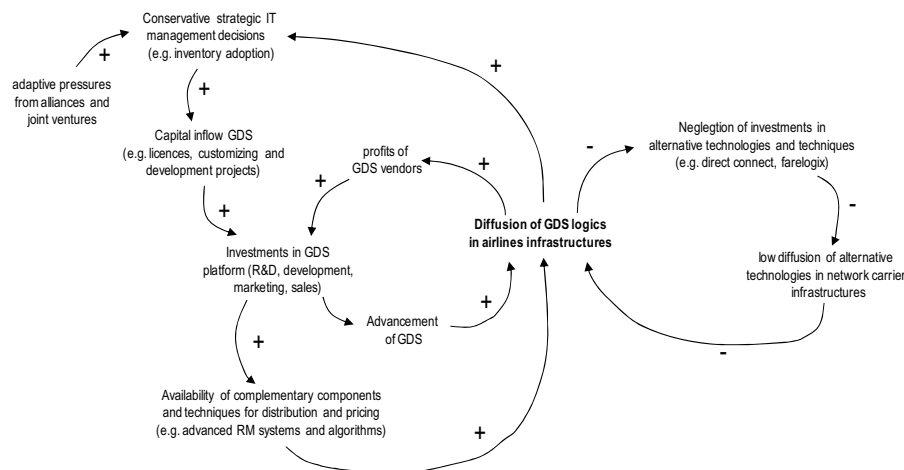 Conservative strategic IT
management decisions
(e.g. inventory adoption)
+
adaptive pressures
from alliances and
joint ventures
+
+
Capital inflow GDS
(e.g. licences, customizing and
development projects)
profits of
GDS vendors
+
+
+
Neglegtion of investments in
alternative technologies and techniques
(e.g. direct connect, farelogix)
-
-
Diffusion of GDS logics
in airlines infrastructures
Investments in GDS
platform (R&D, development,
marketing, sales)
low diffusion of alternative
technologies in network carrier
infrastructures
Advancement
of GDS
+
+
-
Availability of complementary components
and techniques for distribution and pricing
(e.g. advanced RM systems and algorithms)
+